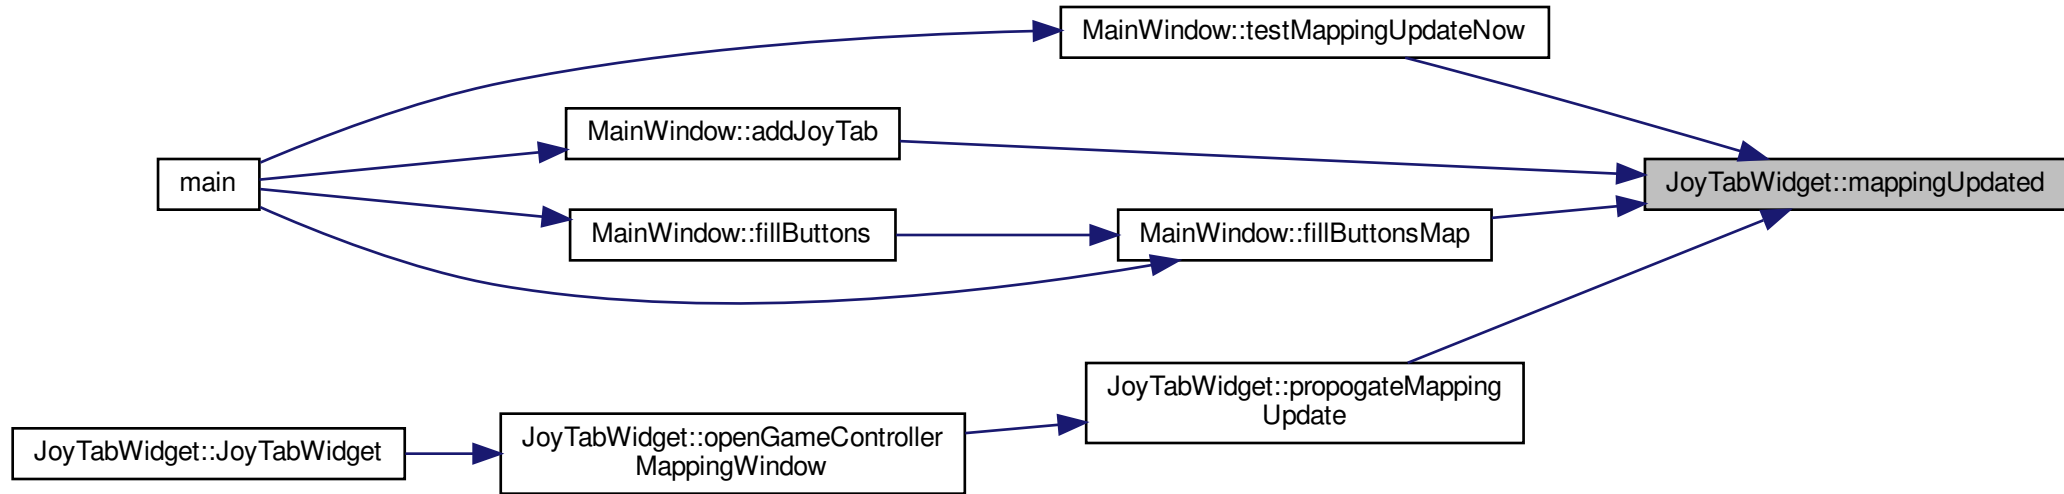 MainWindow::testMappingUpdateNow
MainWindow::addJoyTab
main
JoyTabWidget::mappingUpdated
MainWindow::fillButtons
MainWindow::fillButtonsMap
JoyTabWidget::propogateMapping
Update
JoyTabWidget::openGameController
MappingWindow
JoyTabWidget::JoyTabWidget